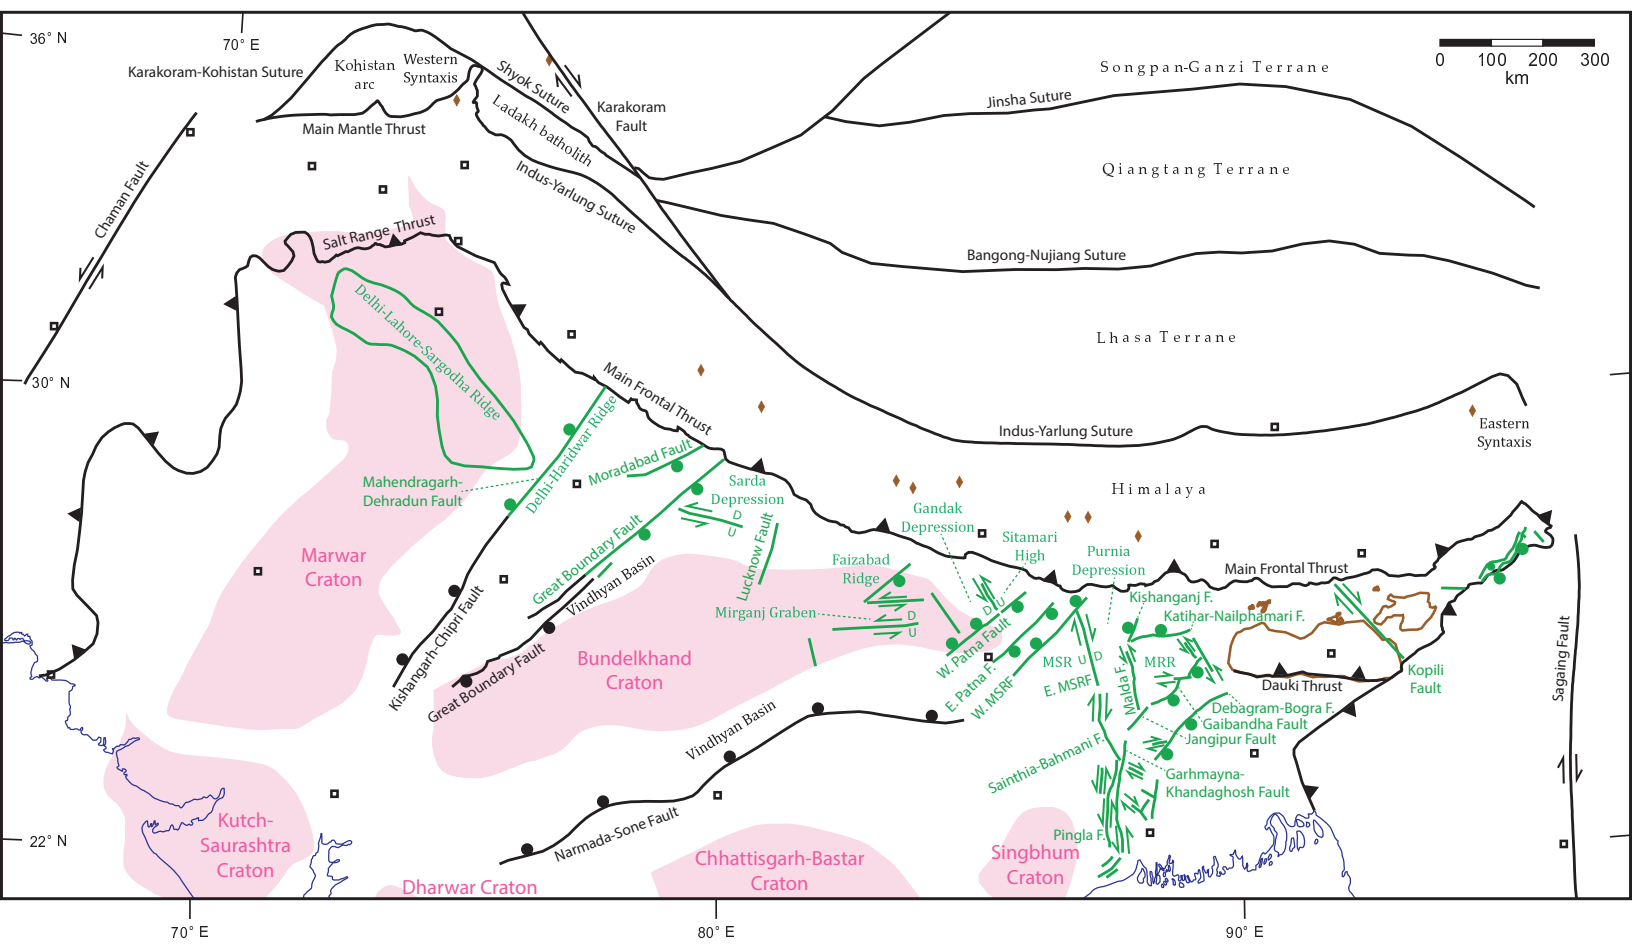 36° N
70° E
Karakoram-Kohistan Suture
Kohistan
arc
Western
Syntaxis
Shyok Suture
Ladakh batholith
Karakoram
Fault
Main Mantle Thrust
Indus-Yarlung Suture
Songpan-Ganzi Terrane
0 100 200 300
km
Jinsha Suture
Qiangtang Terrane
Chaman Fault
Salt Range Thrust
Bangong-Nujiang Suture
Delhi-Lahore-Sargodha Ridge
Lhasa Terrane
30° N
Main Frontal Thrust
Indus-Yarlung Suture
Eastern
Syntaxis
Delhi-Haridwar Ridge
Moradabad Fault
Mahendragarh-
Dehradun Fault
Sarda
Depression
D
U
Himalaya
Gandak
Depression
Sitamari
High
Purnia
Depression
Great Boundary Fault
Lucknow Fault
Marwar
Craton
Vindhyan Basin
Faizabad
Ridge
Mirganj Graben
D
U
D
U
Main Frontal Thrust
Kishanganj F.
Katihar-Nailphamari F.
Kishangarh-Chipri Fault
Great Boundary Fault
Bundelkhand
Craton
W. Patna Fault
E. Patna F.
W. MSRF
MSR
U
D
E. MSRF
Malda F.
MRR
Kopili
Fault
Dauki Thrust
Sagaing Fault
Debagram-Bogra F.
Gaibandha Fault
Jangipur Fault
Vindhyan Basin
Sainthia-Bahmani F.
Garhmayna-
Khandaghosh Fault
Narmada-Sone Fault
Pingla F.
22° N
Kutch-
Saurashtra
Craton
Dharwar Craton
Chhattisgarh-Bastar
Craton
Singbhum
Craton
70° E
80° E
90° E